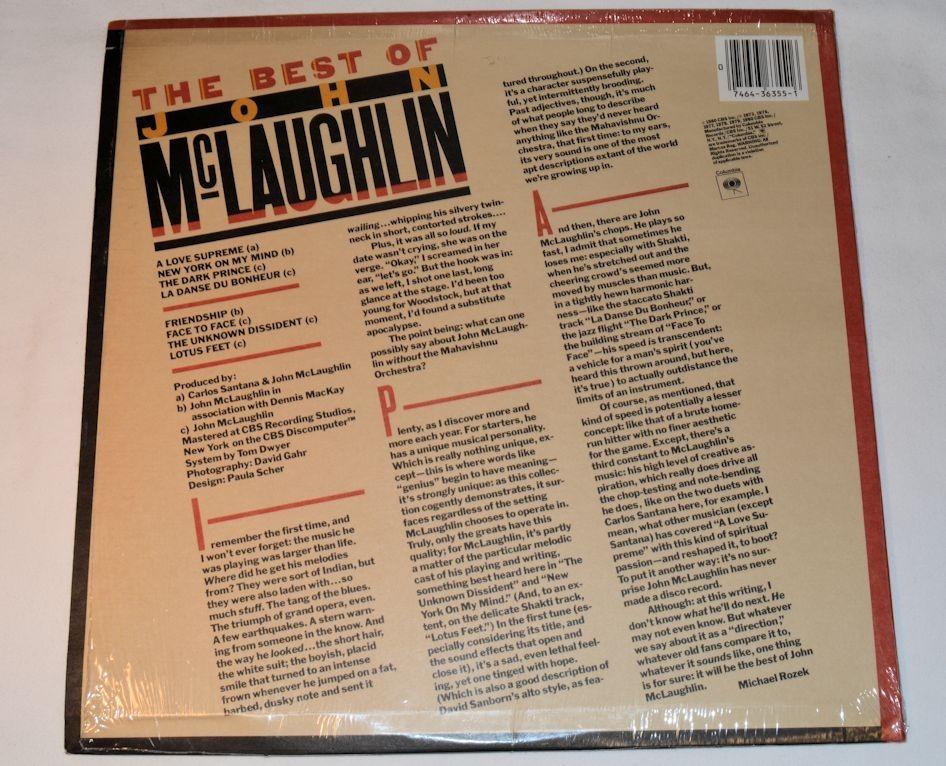 THE BEST OF
JOHN
McLAUGHLIN
A LOVE SUPREME (a)
NEW YORK ON MY MIND (b)
THE DARK PRINCE (c)
LA DANSE DU BONHEUR (c)
FRIENDSHIP (b)
FACE TO FACE (c)
THE UNKNOWN DISSIDENT (c)
LOTUS FEET (c)
Produced by:
a) Carlos Santana & John McLaughlin
b) John McLaughlin in
association with Dennis MacKay
c) John McLaughlin
Mastered at CBS Recording Studios,
New York on the CBS Discomputer™
System by Tom Dwyer
Photography: David Gahr
Design: Paula Scher
I remember the first time, and
I won't ever forget: the music he
was playing was larger than life.
Where did he get his melodies
from? They were sort of Indian, but
they were also laden with...so
much stuff. The tang of the blues.
The triumph of grand opera, even.
A few earthquakes. A stern warn-
ing from someone in the know. And
the way he looked...the short hair,
the white suit; the boyish, placid
smile that turned to an intense
frown whenever he jumped on a fat,
barbed, dusky note and sent it
wailing...whipping his silvery twin-
neck in short, contorted strokes....
Plus, it was all so loud. If my
date wasn't crying, she was on the
verge. "Okay," I screamed in her
ear, "let's go." But the hook was in:
as we left, I shot one last, long
glance at the stage. I'd been too
young for Woodstock, but at that
moment, I'd found a substitute
apocalypse.
The point being: what can one
possibly say about John McLaugh-
lin without the Mahavishnu
Orchestra?
Plenty, as I discover more and
more each year. For starters, he
has a unique musical personality.
Which is really nothing unique, ex-
cept—this is where words like
"genius" begin to have meaning—
it's strongly unique: as this collec-
tion cogently demonstrates, it sur-
faces regardless of the setting
McLaughlin chooses to operate in.
Truly, only the greats have this
quality; for McLaughlin, it's partly
a matter of the particular melodic
cast of his playing and writing,
something best heard here in "The
Unknown Dissident" and "New
York On My Mind." (And, to an ex-
tent, on the delicate Shakti track,
"Lotus Feet.") In the first tune (es-
pecially considering its title, and
the sound effects that open and
close it), it's a sad, even lethal feel-
ing, yet one tinged with hope.
(Which is also a good description of
David Sanborn's alto style, as fea-
tured throughout.) On the second,
it's a character suspensefully play-
ful, yet intermittently brooding.
Past adjectives, though, it's much
of what people long to describe
when they say they'd never heard
anything like the Mahavishnu Or-
chestra, that is: to my ears,
its very sound is one of the most
apt descriptions extant of the world
we're growing up in.
And then, there are John
McLaughlin's chops. He plays so
fast, I admit that sometimes he
loses me: especially with Shakti,
when he's stretched out and the
cheering crowd's seemed more
moved by muscles than music. But,
in a tightly hewn harmonic har-
ness—like the staccato Shakti
track "La Danse Du Bonheur," or
the jazz flight "The Dark Prince," or
the building stream of "Face To
Face"—his speed is transcendent:
a vehicle for a man's spirit (you've
heard this thrown around, but here,
it's true) to actually outdistance the
limits of an instrument.
Of course, as mentioned, that
kind of speed is potentially a lesser
concept: like that of a brute home-
run hitter with no finer aesthetic
for the game. Except, there's a
third constant to McLaughlin's
music: his high level of creative as-
piration, which really does drive all
the chop-testing and note-bending
he does, like on the two duets with
Carlos Santana here, for example. I
mean, what other musician (except
Santana) has covered "A Love Su-
preme" with this kind of spiritual
passion—and reshaped it, to boot?
To put it another way: it's no sur-
prise John McLaughlin has never
made a disco record.
Although: at this writing, I
don't know what he'll do next. He
may not even know. But whatever
we say about it as a "direction,"
whatever old fans compare it to,
whatever it sounds like, one thing
is for sure: it will be the best of John
McLaughlin.
Michael Rozek
0
7464-36355-1
Columbia